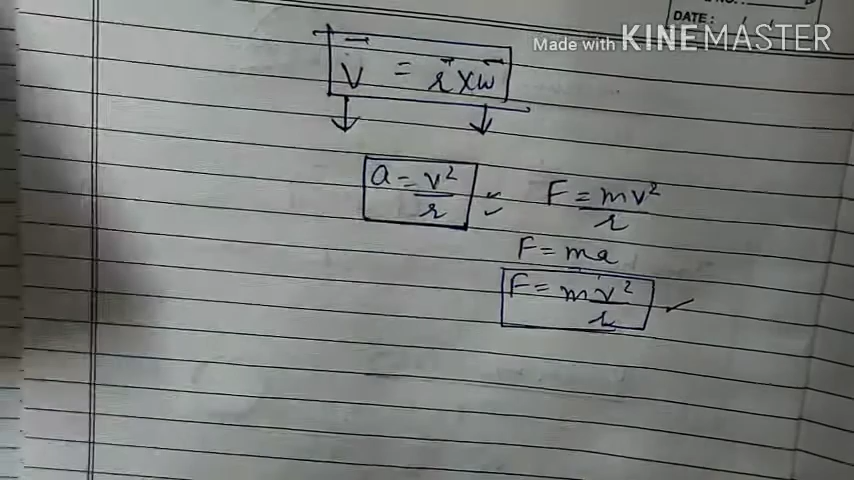 DATE:
Made with KINEMASTER
v⃗ = r⃗ × w⃗
a = v²/r
F = mv²/r
F = ma
F = mv²/r